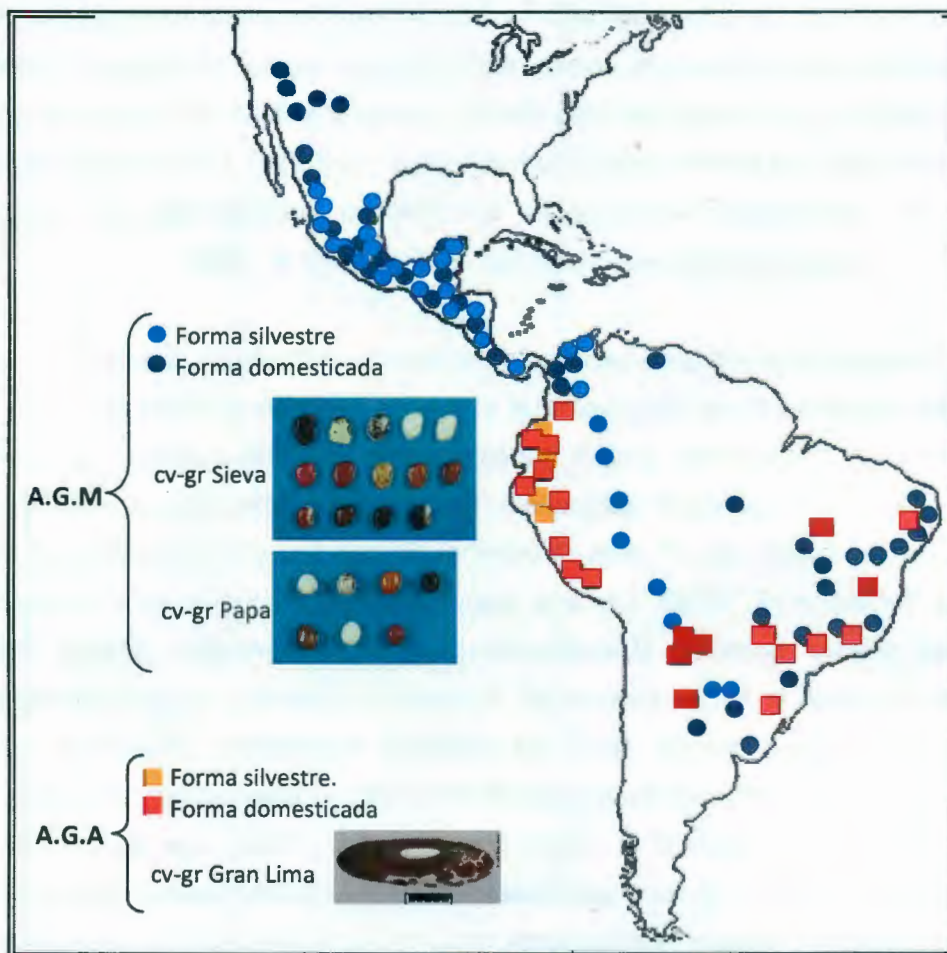 Forma silvestre
Forma domesticada
cv-gr Sieva
A.G.M
cv-gr Papa
Forma silvestre.
Forma domesticada
A.G.A
cv-gr Gran Lima